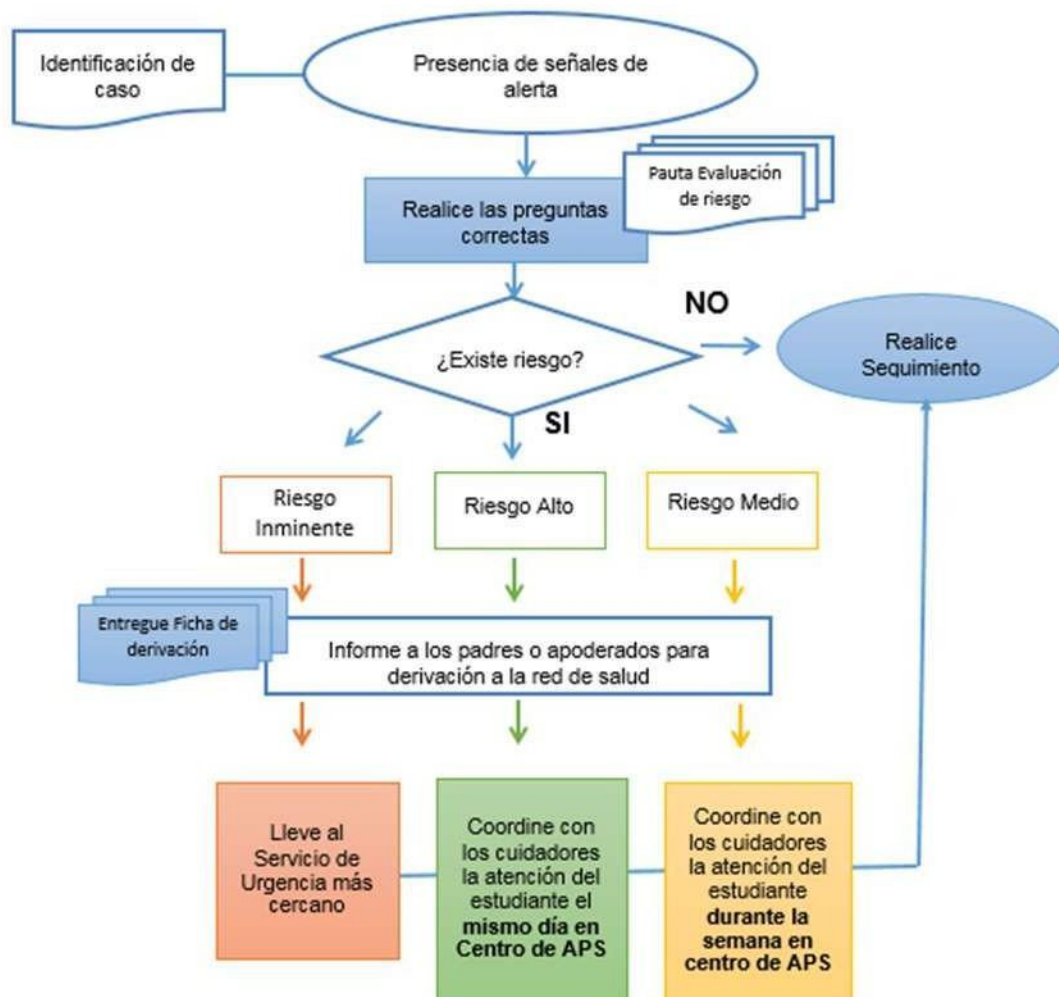 Identificación de
caso
Presencia de señales de
alerta
Pauta Evaluación
de riesgo
Realice las preguntas
correctas
NO
Realice
Sequimiento
¿Existe riesgo?
SI
Riesgo
Inminente
Riesgo Alto
Riesgo Medio
Entregue Ficha de
derivación
Informe a los padres o apoderados para
derivación a la red de salud
Lleve al
Servicio de
Urgencia más
cercano
Coordine con
los cuidadores
la atención del
estudiante el
mismo día en
Centro de APS
Coordine con
los cuidadores
la atención del
estudiante
durante la
semana en
centro de APS